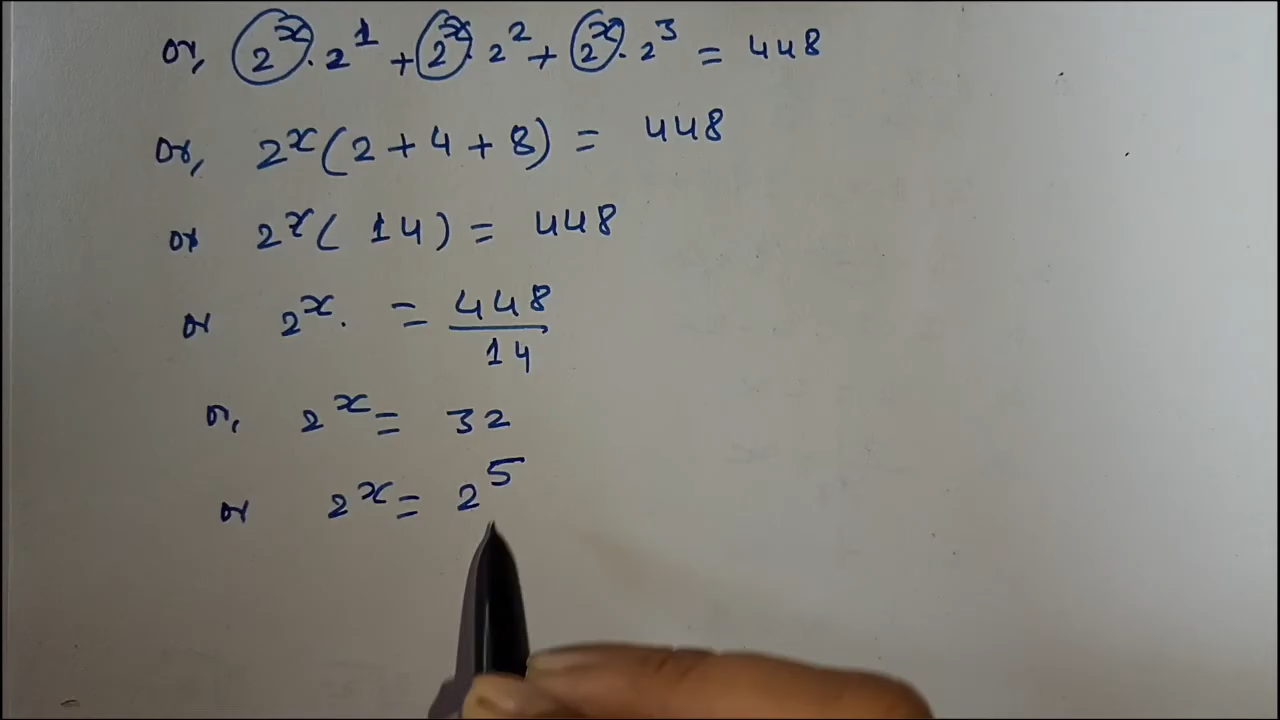 or, 2^x · 2^1 + 2^x · 2^2 + 2^x · 2^3 = 448
or, 2^x (2 + 4 + 8) = 448
or 2^x ( 14 ) = 448
or 2^x . = 448/14
or, 2^x = 32
or 2^x = 2^5